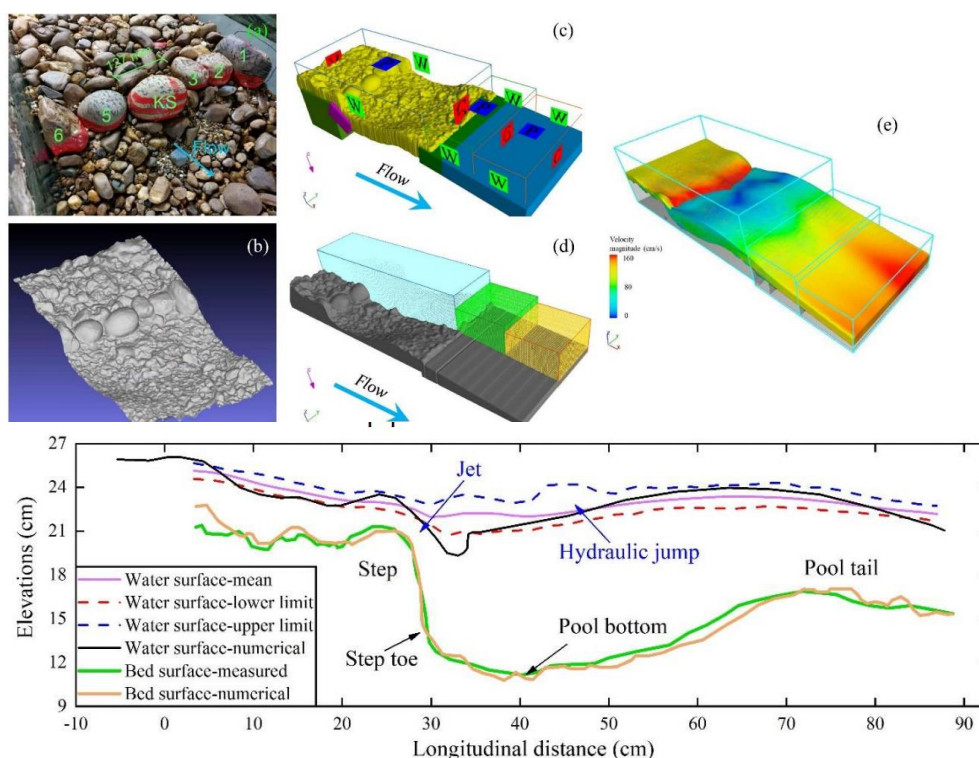 (a)
127 mm
1
2
3
KS
5
6
Flow
(b)
(c)
W
P
W
W
P
W
P
W
W
Flow
(d)
Flow
(e)
Velocity
magnitude (cm/s)
160
80
0
27
24
21
18
15
12
9
Elevations (cm)
Jet
Hydraulic jump
Step
Pool tail
Pool bottom
Step toe
Water surface-mean
Water surface-lower limit
Water surface-upper limit
Water surface-numerical
Bed surface-measured
Bed surface-numerical
-10 0 10 20 30 40 50 60 70 80 90
Longitudinal distance (cm)